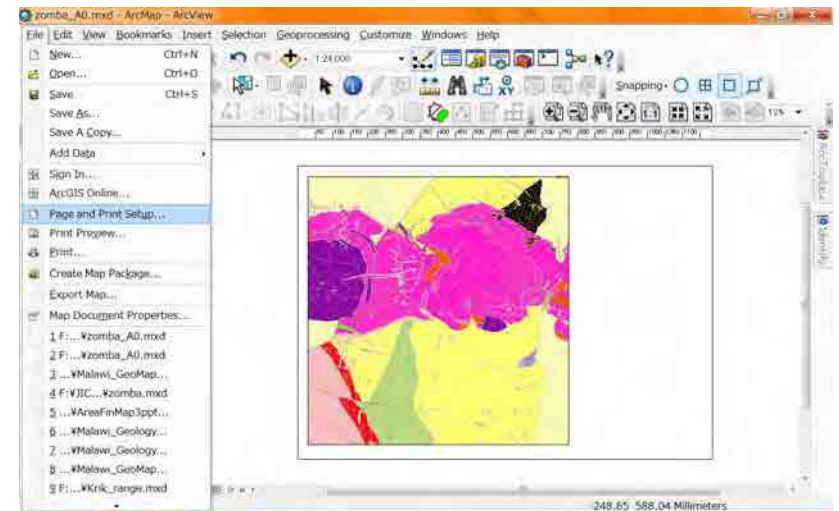 zomba_A0.mxd - ArcMap - ArcView
File Edit View Bookmarks Insert Selection Geoprocessing Customize Windows Help
New... Ctrl+N
1:24,000
Open... Ctrl+O
Snapping
Save Ctrl+S
Save As...
12%
Save A Copy...
Add Data
Sign In...
ArcGIS Online...
Page and Print Setup...
Print Preview...
Print...
Create Map Package...
Export Map...
Map Document Properties...
1 F:...¥zomba_A0.mxd
2 F:...¥zomba_A0.mxd
3 ...¥Malawi_GeoMap...
4 F:¥JIC...¥zomba.mxd
5 ...¥AreaFinMap3ppt...
6 ...¥Malawi_Geology...
7 ...¥Malawi_Geology...
8 ...¥Malawi_GeoMap...
9 F:...¥Krik_range.mxd
248.65 588.04 Millimeters